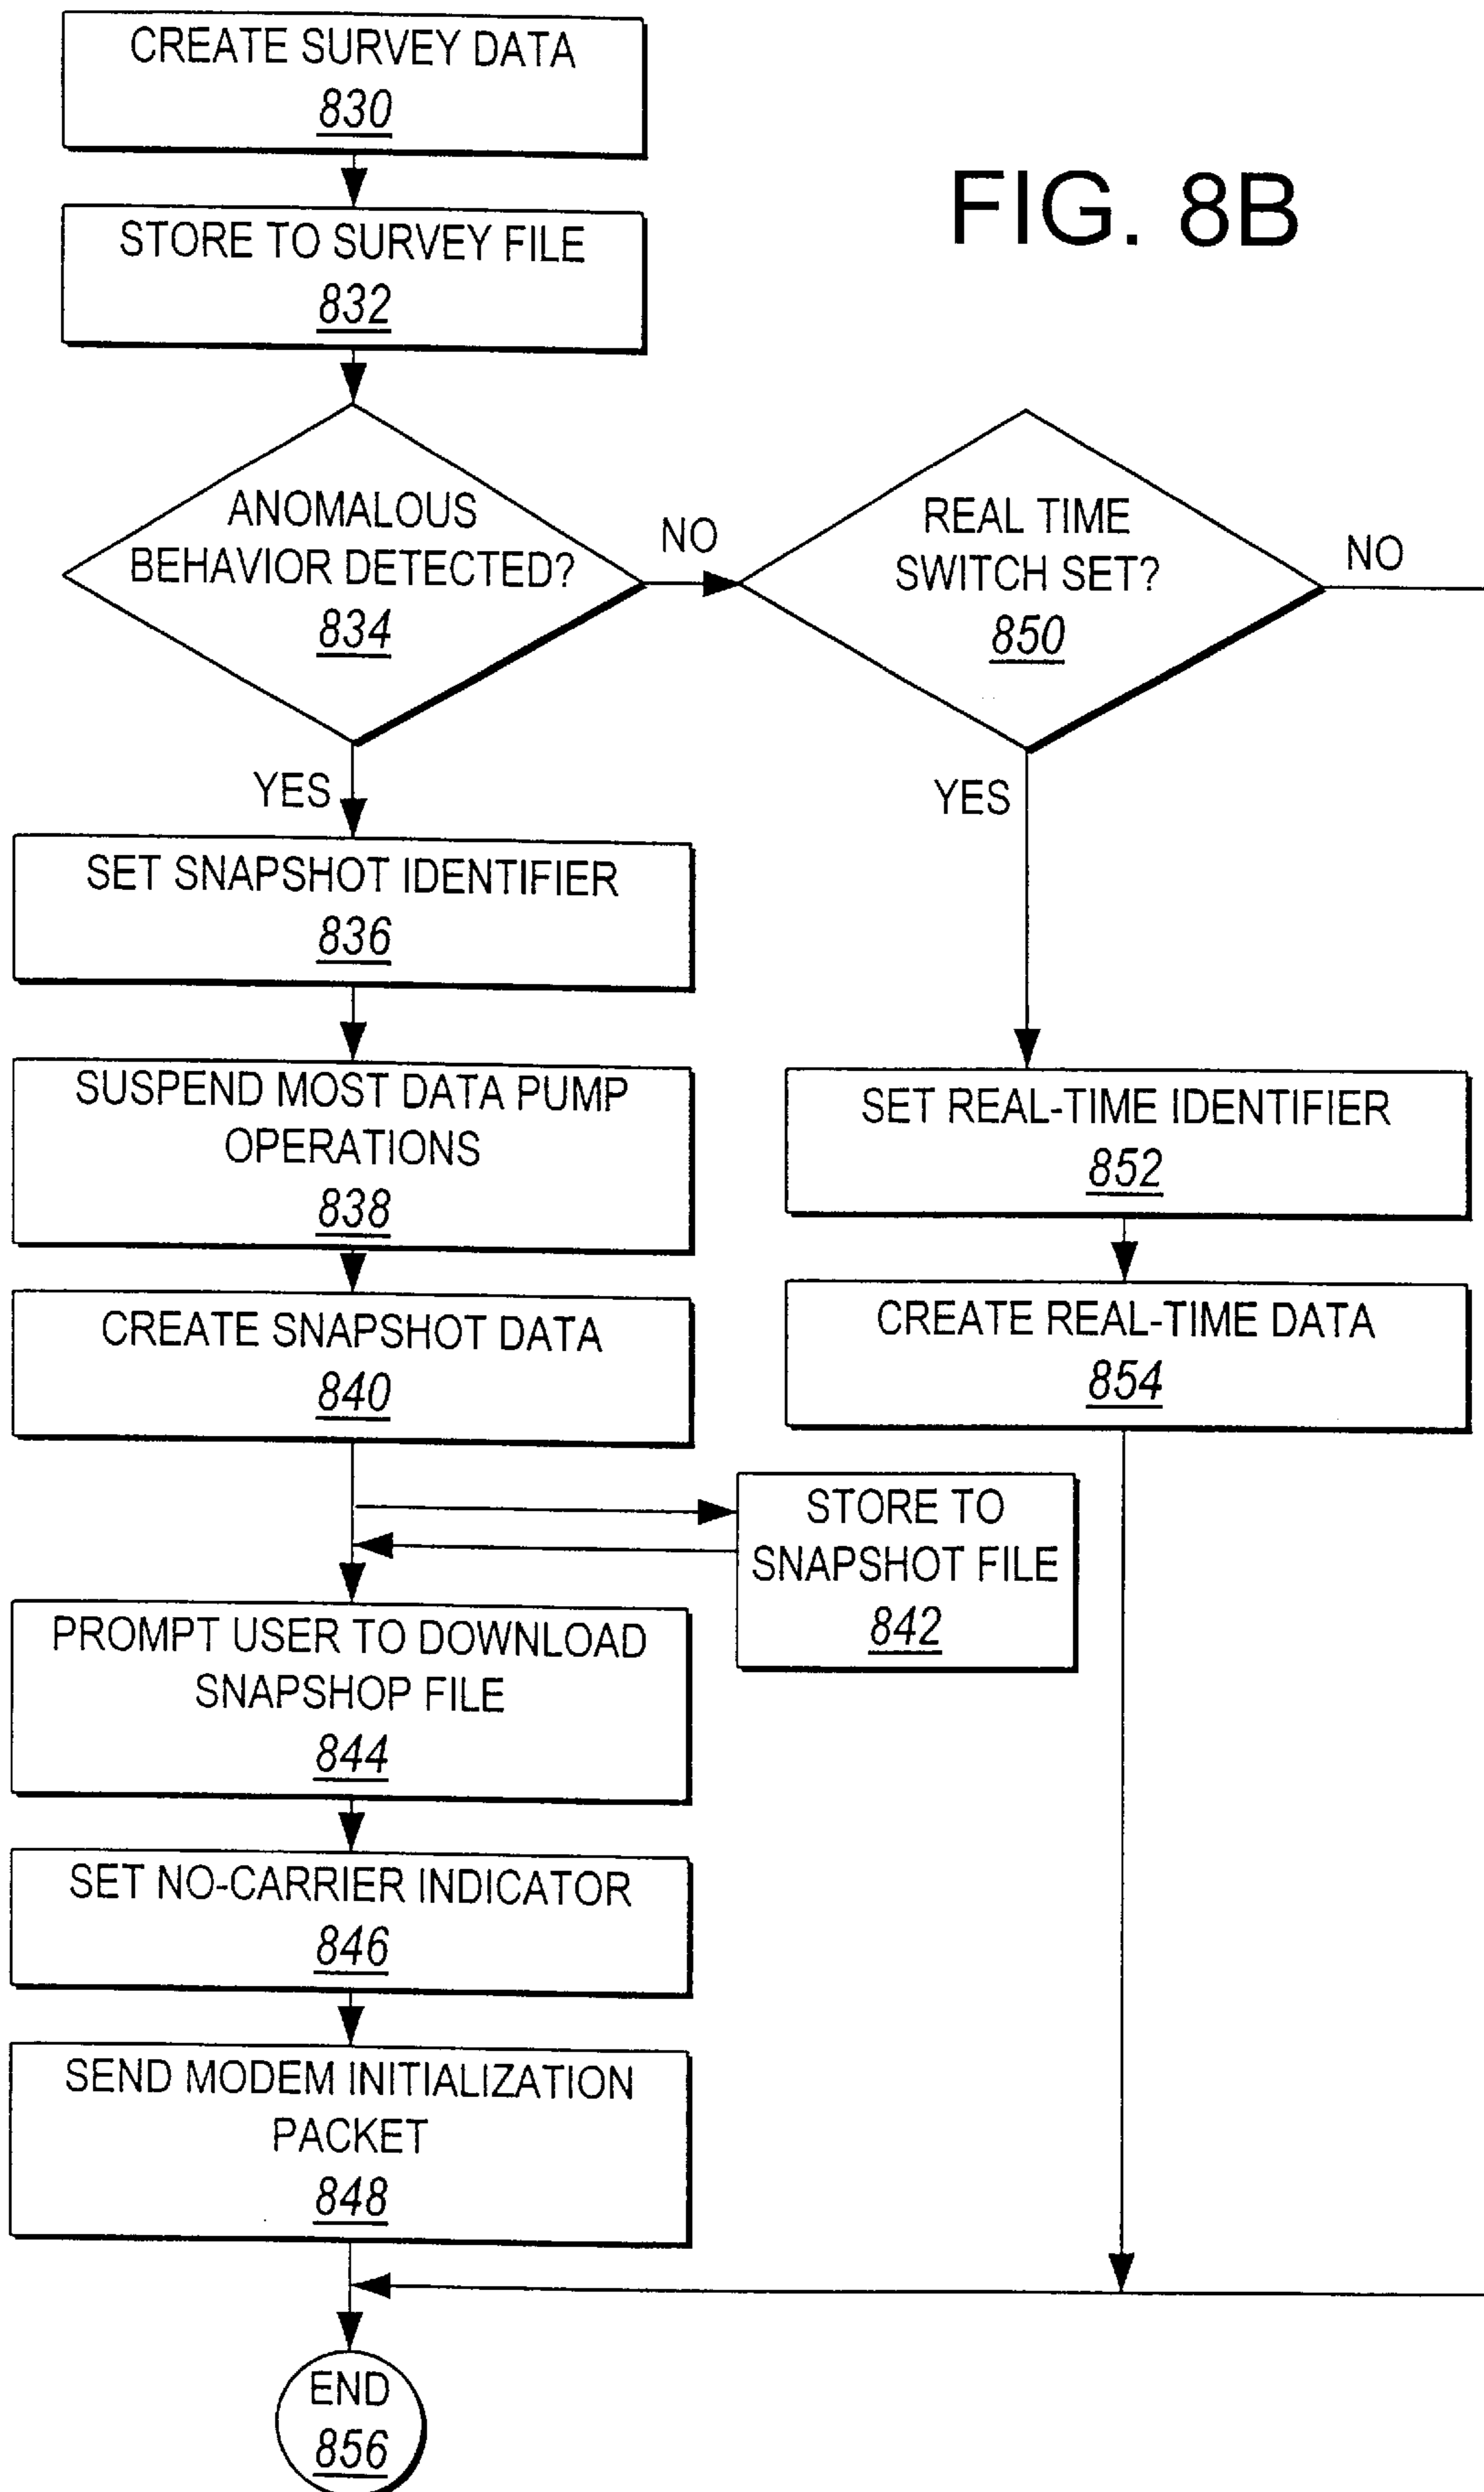 CREATE SURVEY DATA
830
FIG. 8B
STORE TO SURVEY FILE
832
ANOMALOUS
BEHAVIOR DETECTED?
834
NO
REAL TIME
SWITCH SET?
850
NO
YES
YES
SET SNAPSHOT IDENTIFIER
836
SUSPEND MOST DATA PUMP
OPERATIONS
838
SET REAL-TIME IDENTIFIER
852
CREATE SNAPSHOT DATA
840
CREATE REAL-TIME DATA
854
STORE TO
SNAPSHOT FILE
842
PROMPT USER TO DOWNLOAD
SNAPSHOP FILE
844
SET NO-CARRIER INDICATOR
846
SEND MODEM INITIALIZATION
PACKET
848
END
856